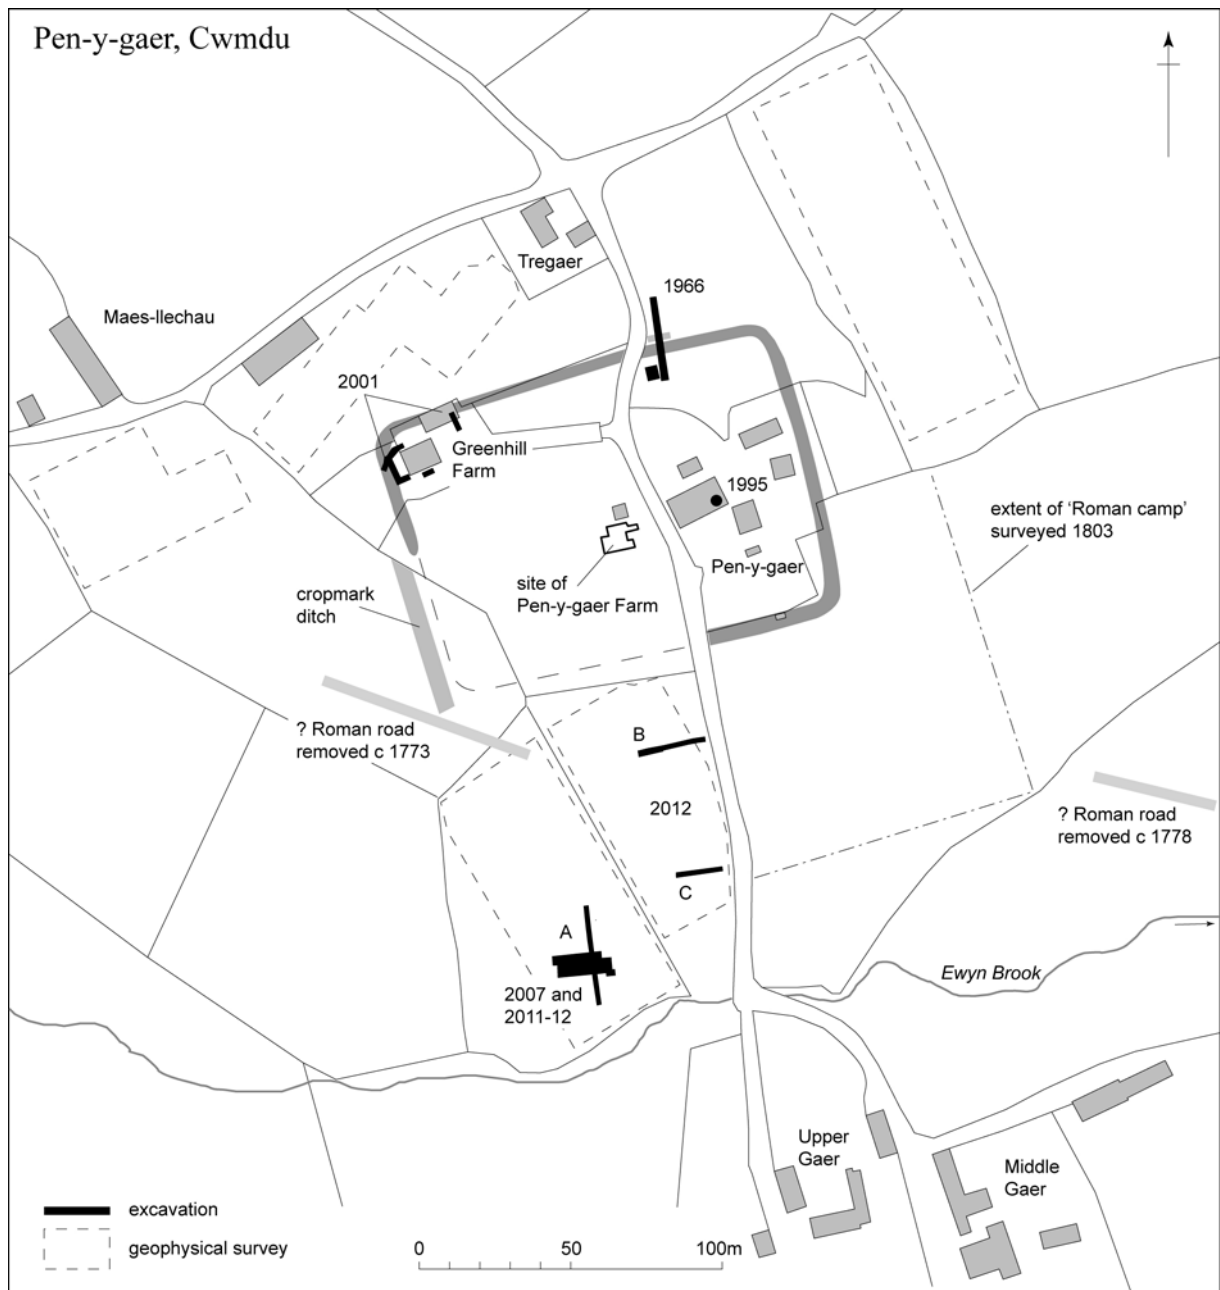 Pen-y-gaer, Cwmdu
Tregaer
1966
Maes-llechau
2001
Greenhill
Farm
1995
extent of ‘Roman camp’
surveyed 1803
Pen-y-gaer
site of
Pen-y-gaer Farm
cropmark
ditch
? Roman road
removed c 1773
B
2012
? Roman road
removed c 1778
C
A
Ewyn Brook
2007 and
2011-12
Upper
Gaer
Middle
Gaer
excavation
geophysical survey
0
50
100m